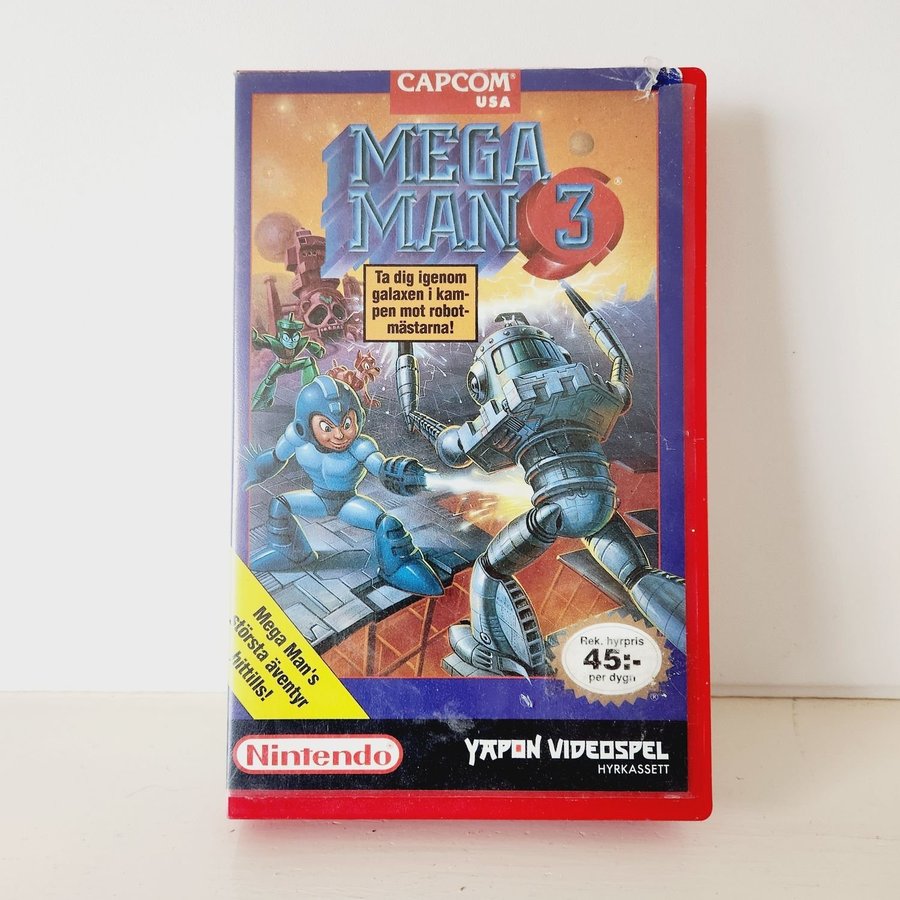 CAPCOM®
USA
MEGA
MAN 3
®
Ta dig igenom
galaxen i kam-
pen mot robot-
mästarna!
Mega Man's
största äventyr
hittills!
Rek. hyrpris
45:-
per dygn
®
Nintendo
YAPON VIDEOSPEL
HYRKASSETT